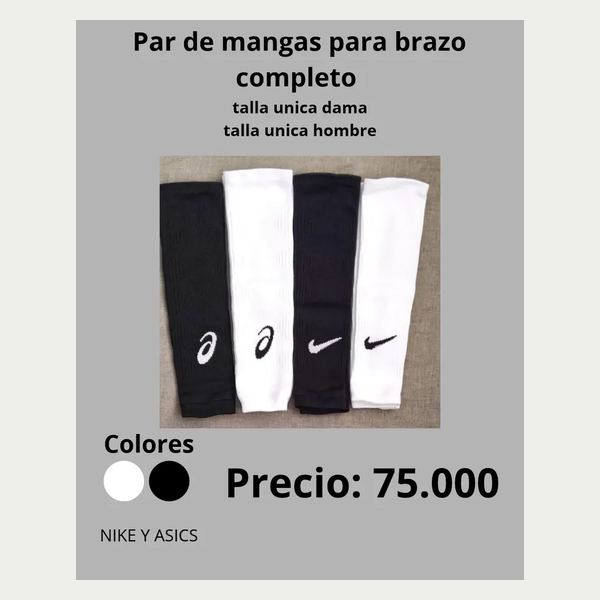 Par de mangas para brazo
completo
talla unica dama
talla unica hombre
Colores
Precio: 75.000
NIKE Y ASICS